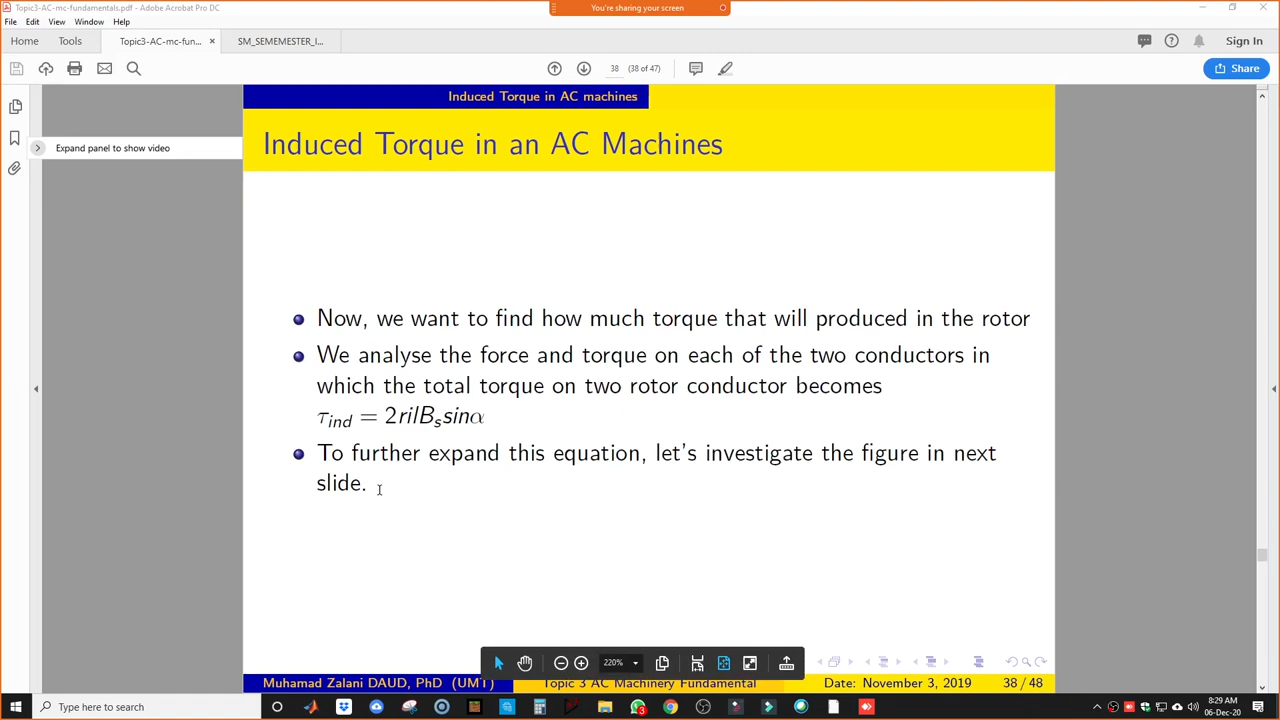 Topic3-AC-mc-fundamentals.pdf - Adobe Acrobat Pro DC
You're sharing your screen
File Edit View Window Help
Home Tools Topic3-AC-mc-fun... × SM_SEMEMESTER_I... Sign In
38 (38 of 47) Share
Induced Torque in AC machines
Induced Torque in an AC Machines
Expand panel to show video
Now, we want to find how much torque that will produced in the rotor
We analyse the force and torque on each of the two conductors in
which the total torque on two rotor conductor becomes
τind = 2rilBssinα
To further expand this equation, let's investigate the figure in next
slide.
220%
Muhamad Zalani DAUD, PhD (UMT) Topic 3 AC Machinery Fundamental Date: November 3, 2019 38 / 48
Type here to search
3
8:29 AM
06-Dec-20